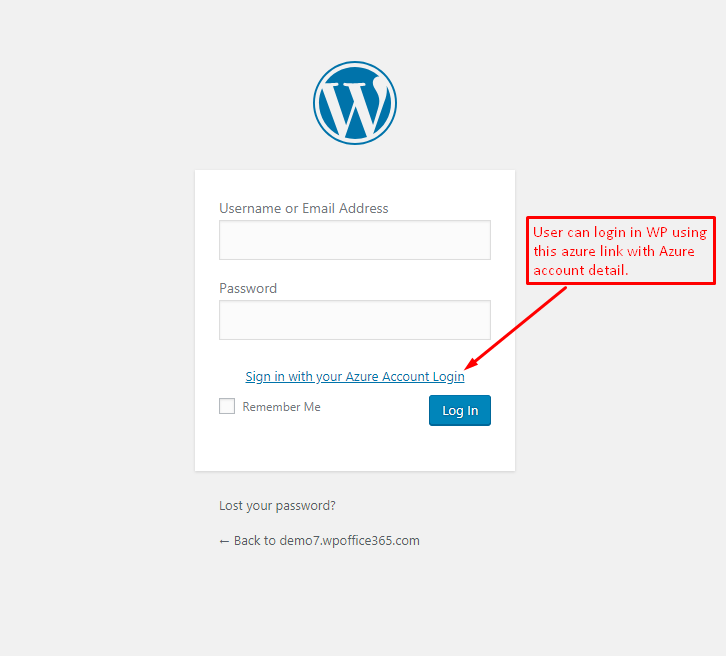 Username or Email Address
User can login in WP using
this azure link with Azure
account detail.
Password
Sign in with your Azure Account Login
Remember Me
Log In
Lost your password?
← Back to demo7.wpoffice365.com